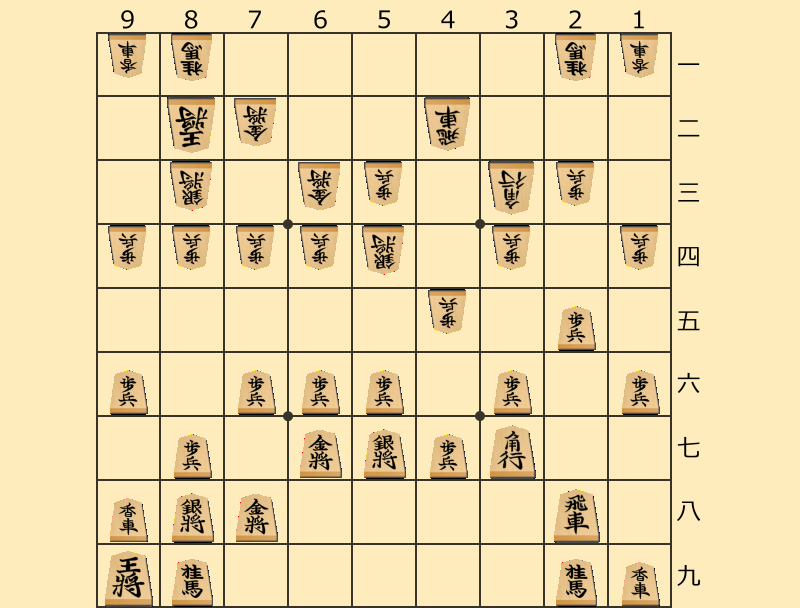 9 8 7 6 5 4 3 2 1
香車 桂馬 桂馬 香車 一
王将 金将 飛車 二
銀将 金将 歩兵 角行 歩兵 三
歩兵 歩兵 歩兵 歩兵 銀将 歩兵 歩兵 四
歩兵 歩兵 五
歩兵 歩兵 歩兵 歩兵 歩兵 歩兵 六
歩兵 金将 銀将 歩兵 角行 七
香車 銀将 金将 飛車 八
王将 桂馬 桂馬 香車 九